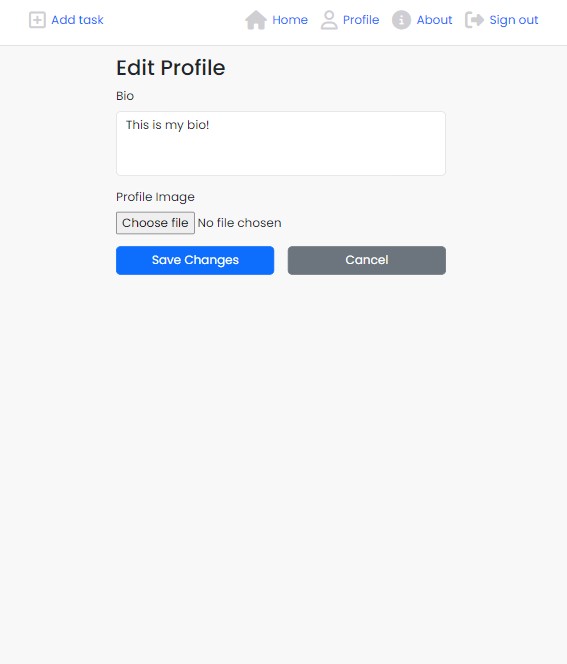 Add task Home Profile About Sign out
Edit Profile
Bio
This is my bio!
Profile Image
Choose file No file chosen
Save Changes Cancel